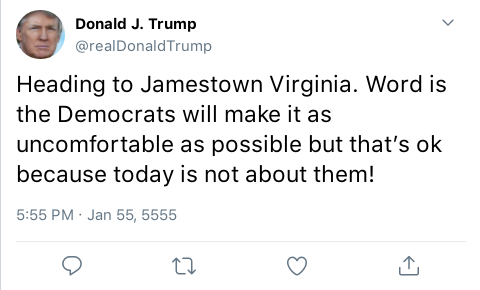 Donald J. Trump
@realDonaldTrump
Heading to Jamestown Virginia. Word is
the Democrats will make it as
uncomfortable as possible but that’s ok
because today is not about them!
5:55 PM · Jan 55, 5555